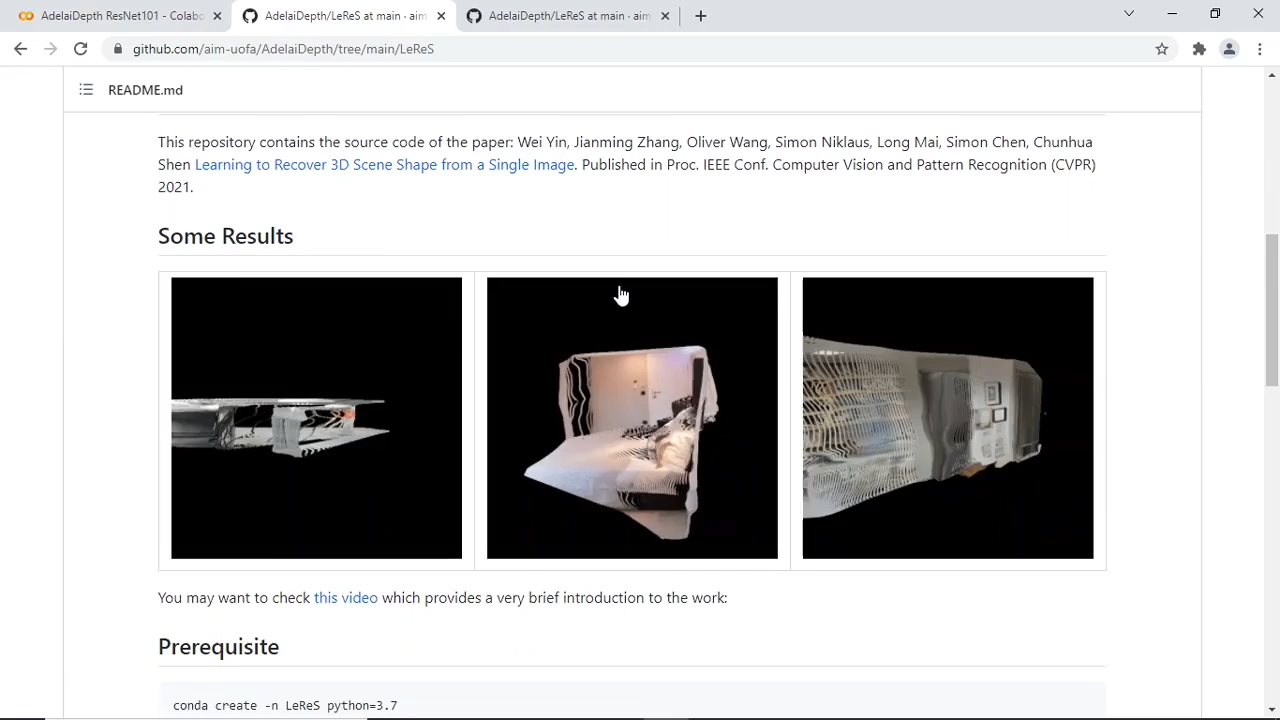 AdelaiDepth ResNet101 - Colabo
AdelaiDepth/LeReS at main · aim
AdelaiDepth/LeReS at main · aim
github.com/aim-uofa/AdelaiDepth/tree/main/LeReS
README.md
This repository contains the source code of the paper: Wei Yin, Jianming Zhang, Oliver Wang, Simon Niklaus, Long Mai, Simon Chen, Chunhua
Shen Learning to Recover 3D Scene Shape from a Single Image. Published in Proc. IEEE Conf. Computer Vision and Pattern Recognition (CVPR)
2021.
Some Results
You may want to check this video which provides a very brief introduction to the work:
Prerequisite
conda create -n LeReS python=3.7